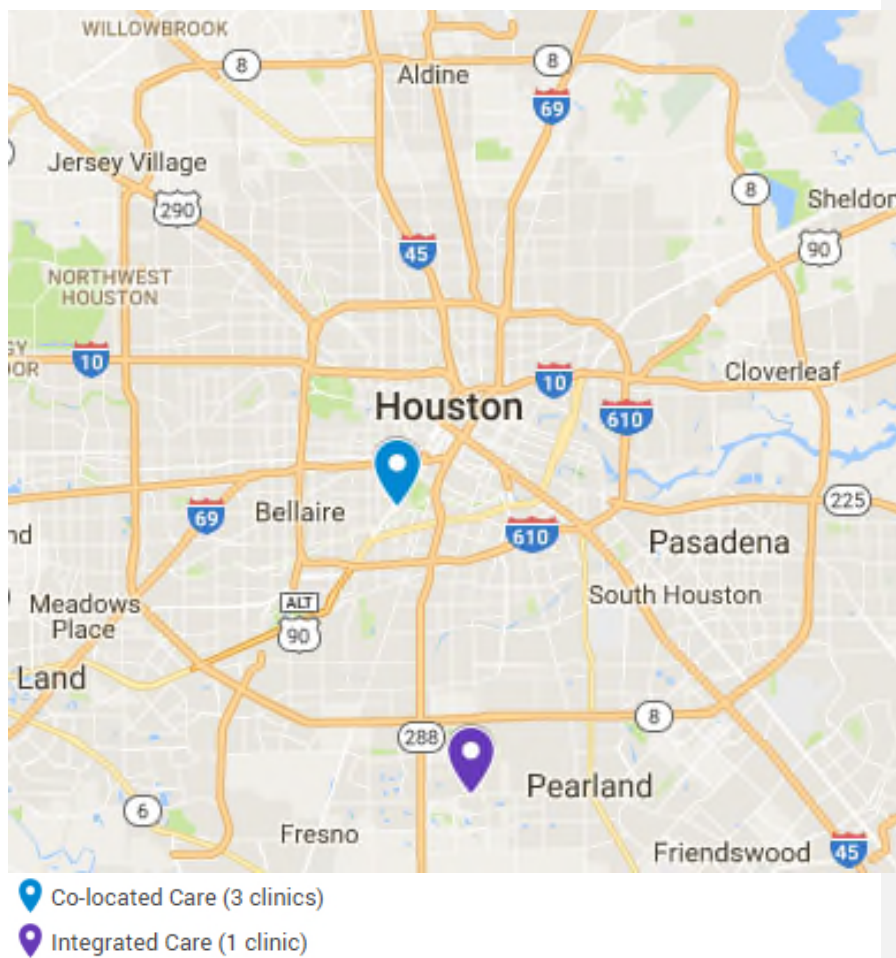 WILLOWBROOK
8
8
Aldine
69
Jersey Village
8
Sheldon
290
90
45
NORTHWEST
HOUSTON
10
10
Cloverleaf
Houston
610
69
Bellaire
225
610
Pasadena
ALT
90
South Houston
Meadows
Place
Land
8
288
Pearland
6
Fresno
Friendswood
45
Co-located Care (3 clinics)
Integrated Care (1 clinic)